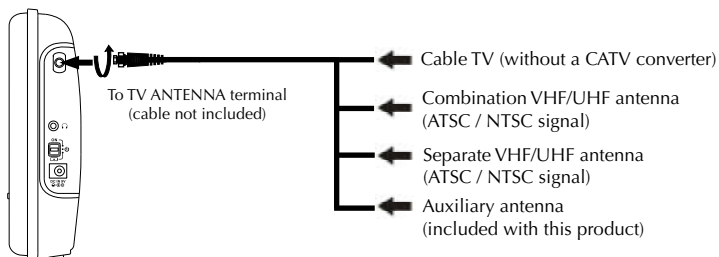 Cable TV (without a CATV converter)
To TV ANTENNA terminal
(cable not included)
Combination VHF/UHF antenna
(ATSC / NTSC signal)
Separate VHF/UHF antenna
(ATSC / NTSC signal)
Auxiliary antenna
(included with this product)
ON